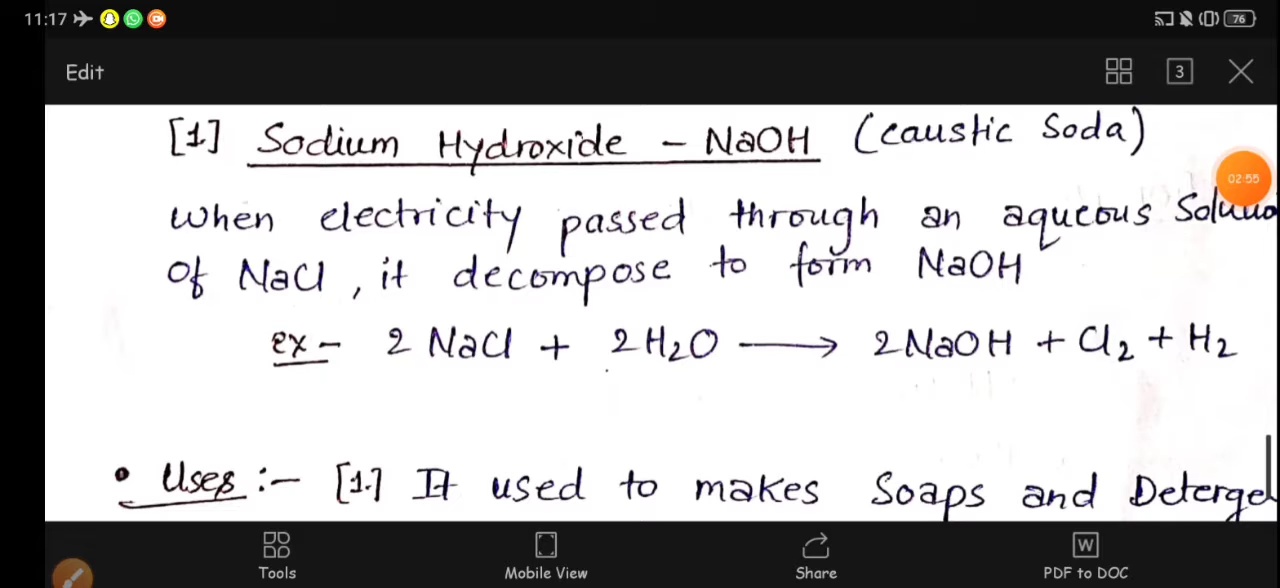 11:17
76
Edit
3
[1] Sodium Hydroxide - NaOH (caustic Soda)
02:55
When electricity passed through an aqueous Solutio
of NaCl, it decompose to form NaOH
ex - 2 NaCl + 2H₂O ⟶ 2NaOH + Cl₂ + H₂
• Uses :- [1.] It used to makes Soaps and Deterge
Tools
Mobile View
Share
W
PDF to DOC